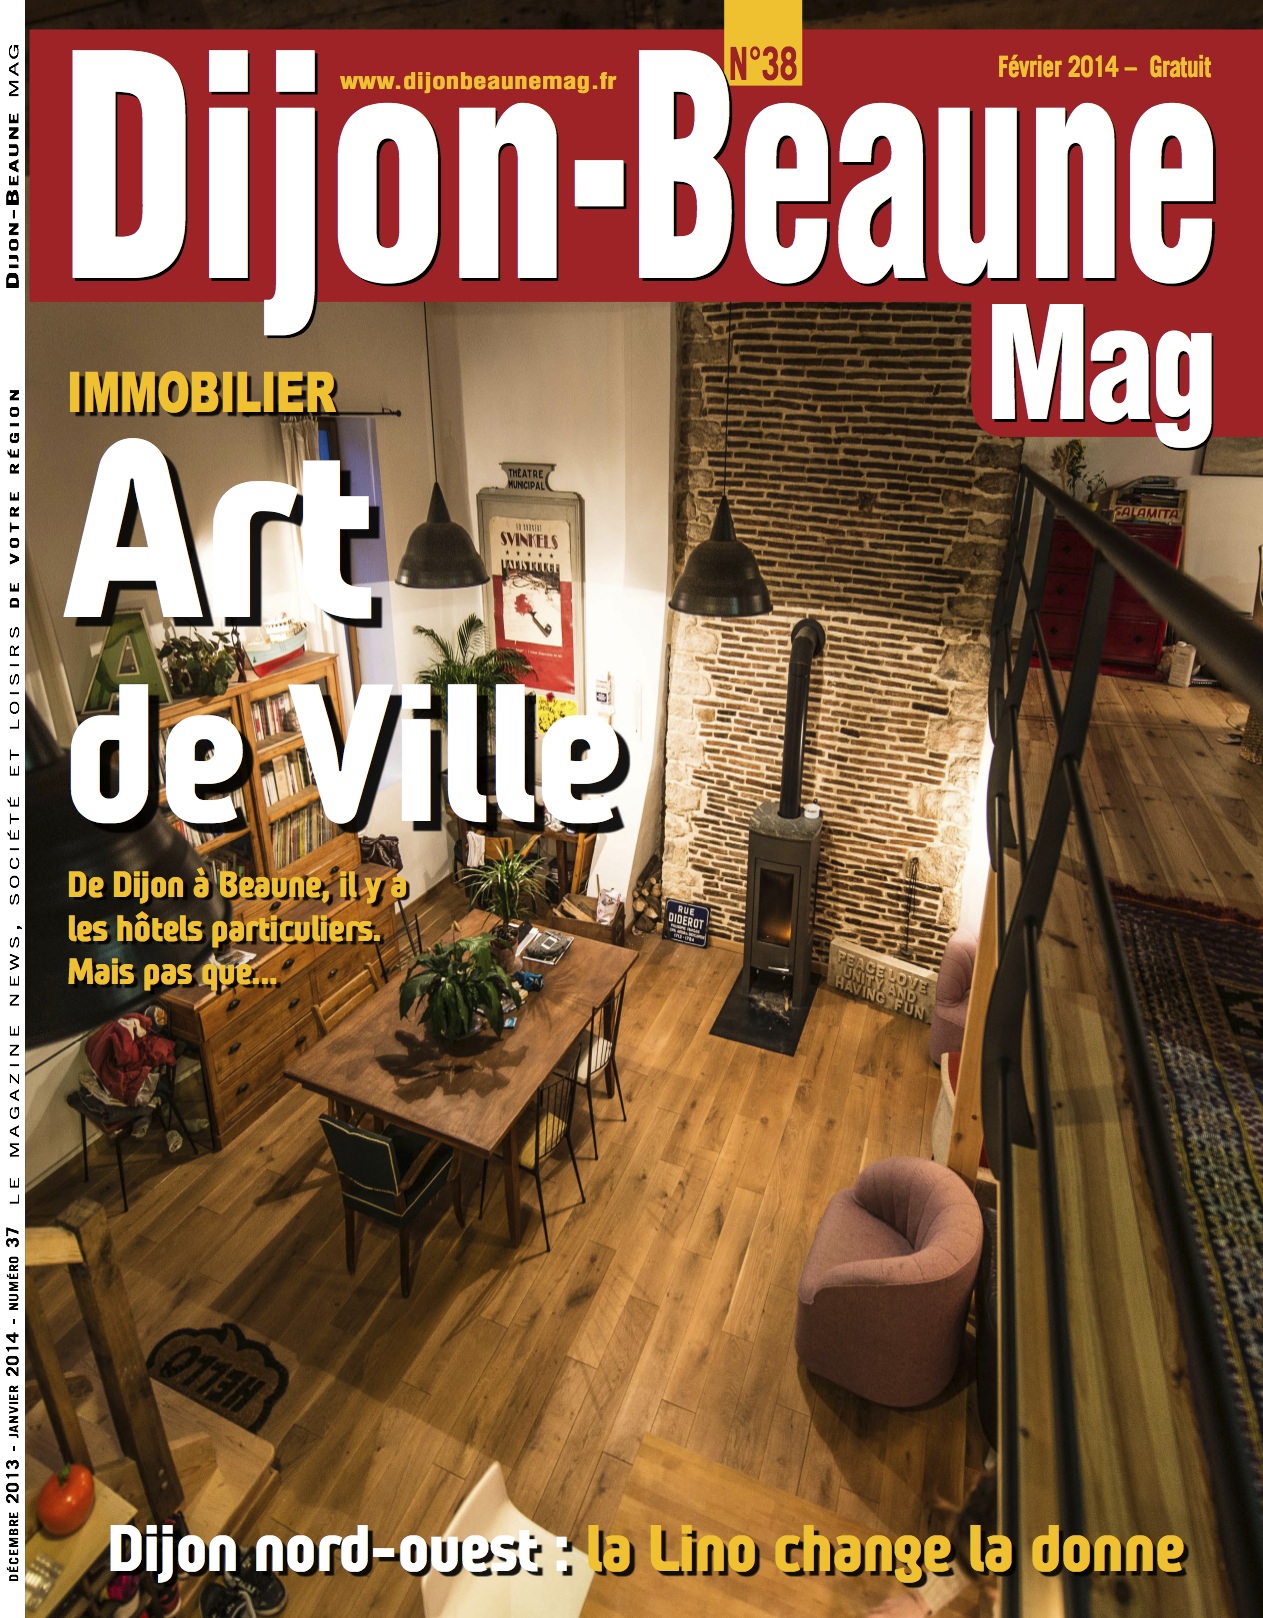 www.dijonbeaunemag.fr
N°38
Février 2014 – Gratuit
Dijon-Beaune
Mag
IMMOBILIER
Art
de Ville
De Dijon à Beaune, il y a
les hôtels particuliers.
Mais pas que...
THÉATRE
MUNICIPAL
SVINKELS
CALAMITA
A
RUE
DIDEROT
1713 - 1784
PEACE LOVE
UNITY AND
HAVING FUN
HELLO
Dijon nord-ouest : la Lino change la donne
DÉCEMBRE 2013 - JANVIER 2014 - NUMÉRO 37 LE MAGAZINE NEWS, SOCIÉTÉ ET LOISIRS DE VOTRE RÉGION DIJON-BEAUNE MAG